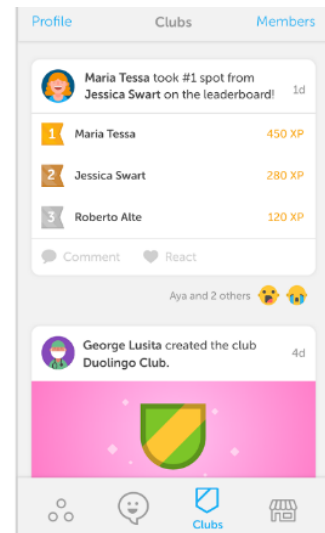 Profile Clubs Members
Maria Tessa took #1 spot from
Jessica Swart on the leaderboard! 1d
1 Maria Tessa 450 XP
2 Jessica Swart 280 XP
3 Roberto Alte 120 XP
Comment React
Aya and 2 others
George Lusita created the club
Duolingo Club. 4d
Clubs